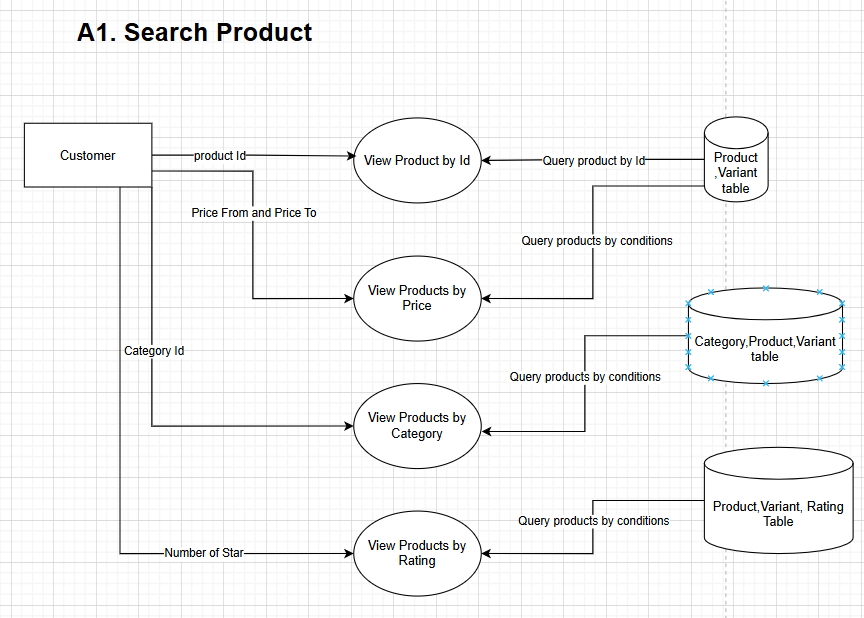 A1. Search Product
Customer
product Id
View Product by Id
Query product by Id
Product
,Variant
table
Price From and Price To
Query products by conditions
View Products by
Price
Category Id
Category,Product,Variant
table
Query products by conditions
View Products by
Category
Product,Variant, Rating
Table
Query products by conditions
Number of Star
View Products by
Rating